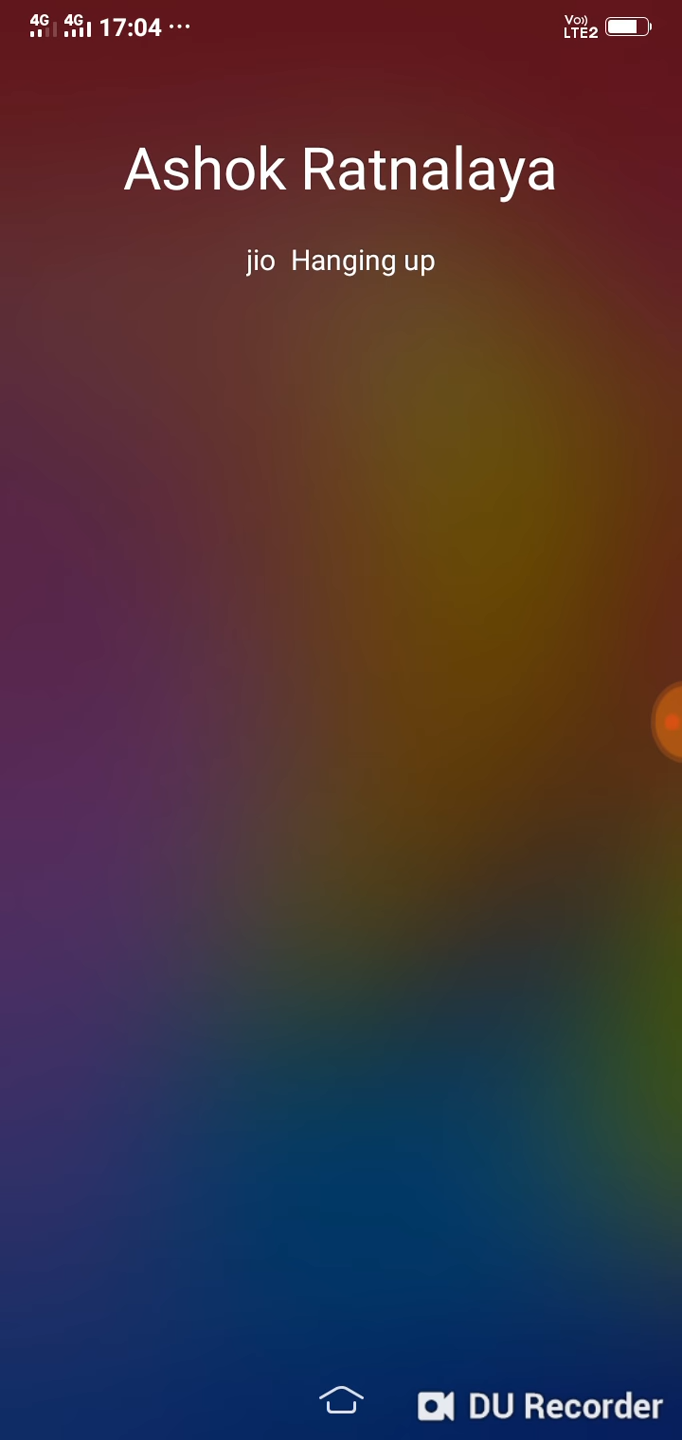 4G 4G 17:04 ...
Vo)) LTE2
Ashok Ratnalaya
jio Hanging up
DU Recorder